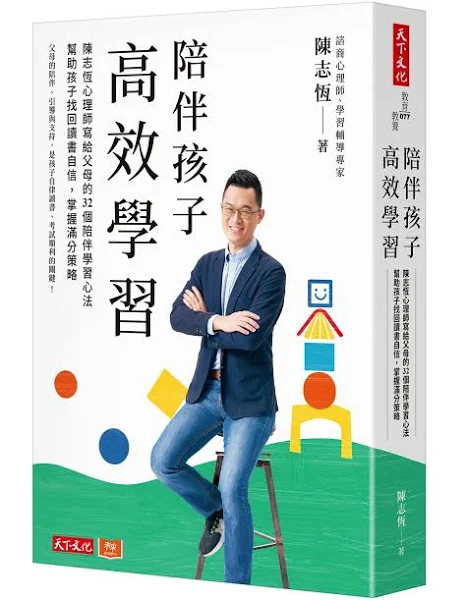 諮商心理師、學習輔導專家
陳志恆—著
陪伴孩子
高效學習
陳志恆心理師寫給父母的32個陪伴學習心法
幫助孩子找回讀書自信，掌握滿分策略
父母的陪伴、引導與支持，是孩子自律讀書、考試順利的關鍵！
天下文化
天下文化
教育
教養
077
陪伴孩子
高效學習
陳志恆心理師寫給父母的32個陪伴學習心法
幫助孩子找回讀書自信，掌握滿分策略
陳志恆—著